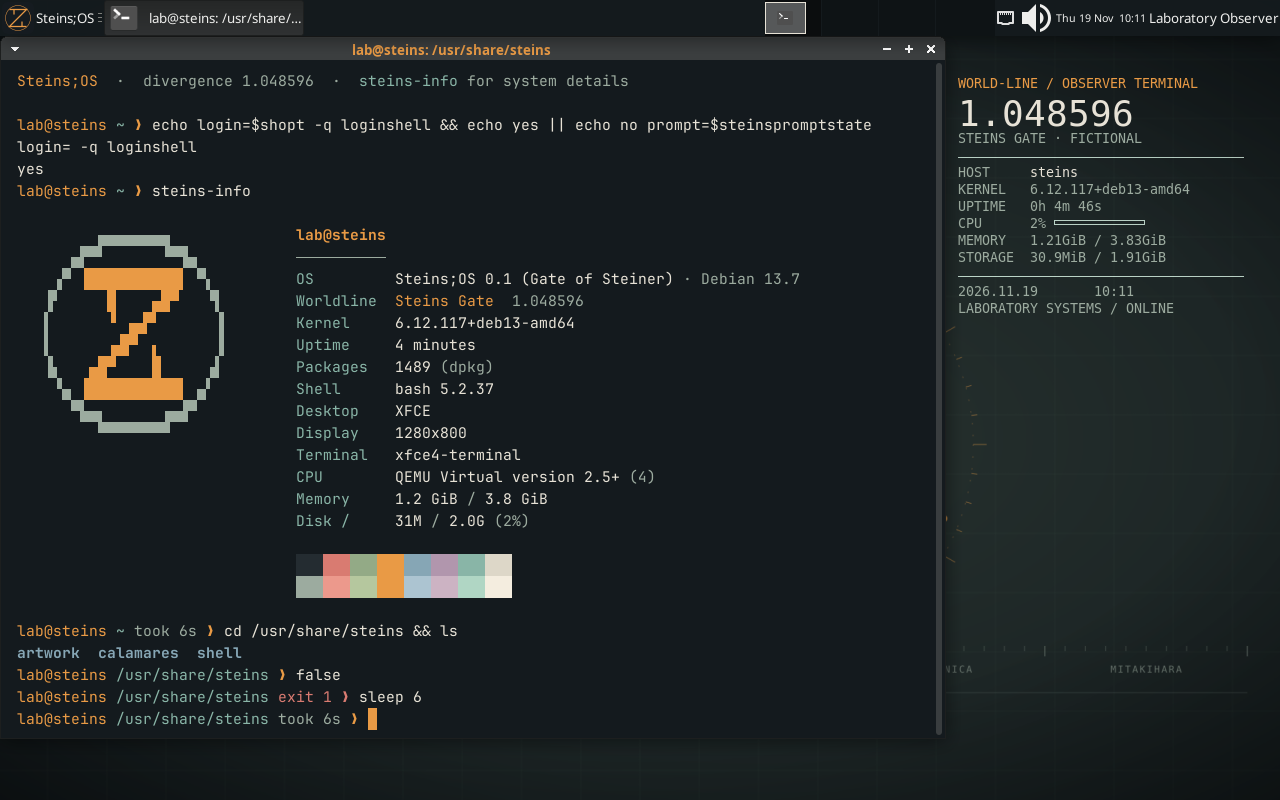 Steins;OS
lab@steins: /usr/share/...
Thu 19 Nov 10:11 Laboratory Observer
lab@steins: /usr/share/steins
Steins;OS · divergence 1.048596 · steins-info for system details
lab@steins ~ ❱ echo login=$shopt -q loginshell && echo yes || echo no prompt=$steinspromptstate
login= -q loginshell
yes
lab@steins ~ ❱ steins-info
lab@steins
OS Steins;OS 0.1 (Gate of Steiner) · Debian 13.7
Worldline Steins Gate 1.048596
Kernel 6.12.117+deb13-amd64
Uptime 4 minutes
Packages 1489 (dpkg)
Shell bash 5.2.37
Desktop XFCE
Display 1280x800
Terminal xfce4-terminal
CPU QEMU Virtual version 2.5+ (4)
Memory 1.2 GiB / 3.8 GiB
Disk / 31M / 2.0G (2%)
lab@steins ~ took 6s ❱ cd /usr/share/steins && ls
artwork calamares shell
lab@steins /usr/share/steins ❱ false
lab@steins /usr/share/steins exit 1 ❱ sleep 6
lab@steins /usr/share/steins took 6s ❱
WORLD-LINE / OBSERVER TERMINAL
1.048596
STEINS GATE · FICTIONAL
HOST steins
KERNEL 6.12.117+deb13-amd64
UPTIME 0h 4m 46s
CPU 2%
MEMORY 1.21GiB / 3.83GiB
STORAGE 30.9MiB / 1.91GiB
2026.11.19 10:11
LABORATORY SYSTEMS / ONLINE
NICA
MITAKIHARA